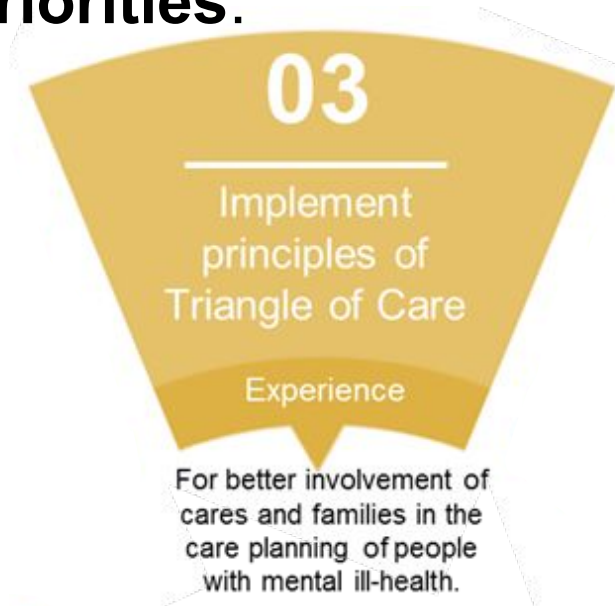 riorities.
03
Implement
principles of
Triangle of Care
Experience
For better involvement of
cares and families in the
care planning of people
with mental ill-health.